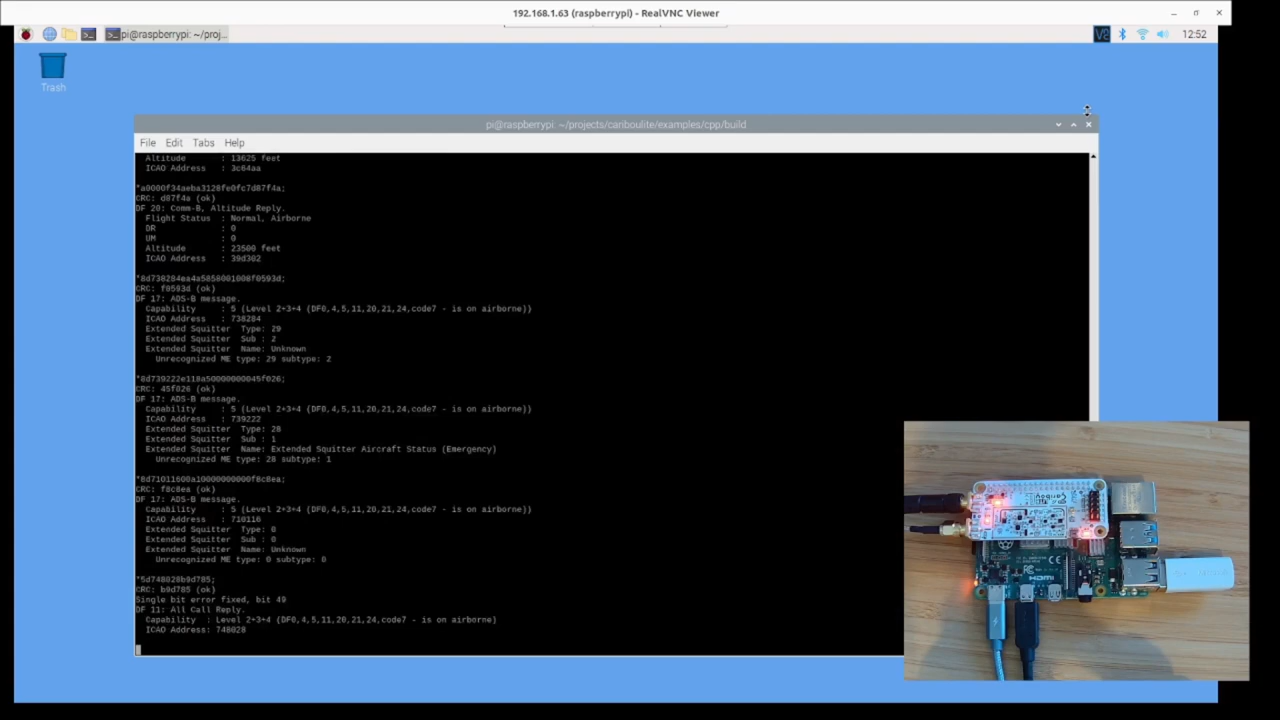 192.168.1.63 (raspberrypi) - RealVNC Viewer
pi@raspberrypi: ~/proj...
12:52
Trash
pi@raspberrypi: ~/projects/cariboulite/examples/cpp/build
File Edit Tabs Help
Altitude : 13625 feet
ICAO Address : 3c64aa
*a0000f34aeba3128fe0fc7d87f4a;
CRC: d87f4a (ok)
DF 20: Comm-B, Altitude Reply.
Flight Status : Normal, Airborne
DR : 0
UM : 0
Altitude : 23500 feet
ICAO Address : 39d302
*8d738284ea4a5858001008f0593d;
CRC: f0593d (ok)
DF 17: ADS-B message.
Capability : 5 (Level 2+3+4 (DF0,4,5,11,20,21,24,code7 - is on airborne))
ICAO Address : 738284
Extended Squitter Type: 29
Extended Squitter Sub : 2
Extended Squitter Name: Unknown
Unrecognized ME type: 29 subtype: 2
*8d739222e118a50000000045f026;
CRC: 45f026 (ok)
DF 17: ADS-B message.
Capability : 5 (Level 2+3+4 (DF0,4,5,11,20,21,24,code7 - is on airborne))
ICAO Address : 739222
Extended Squitter Type: 28
Extended Squitter Sub : 1
Extended Squitter Name: Extended Squitter Aircraft Status (Emergency)
Unrecognized ME type: 28 subtype: 1
*8d71011600a10000000000f8c8ea;
CRC: f8c8ea (ok)
DF 17: ADS-B message.
Capability : 5 (Level 2+3+4 (DF0,4,5,11,20,21,24,code7 - is on airborne))
ICAO Address : 710116
Extended Squitter Type: 0
Extended Squitter Sub : 0
Extended Squitter Name: Unknown
Unrecognized ME type: 0 subtype: 0
*5d748028b9d785;
CRC: b9d785 (ok)
Single bit error fixed, bit 49
DF 11: All Call Reply.
Capability : Level 2+3+4 (DF0,4,5,11,20,21,24,code7 - is on airborne)
ICAO Address: 748028
Caribou
HDMI